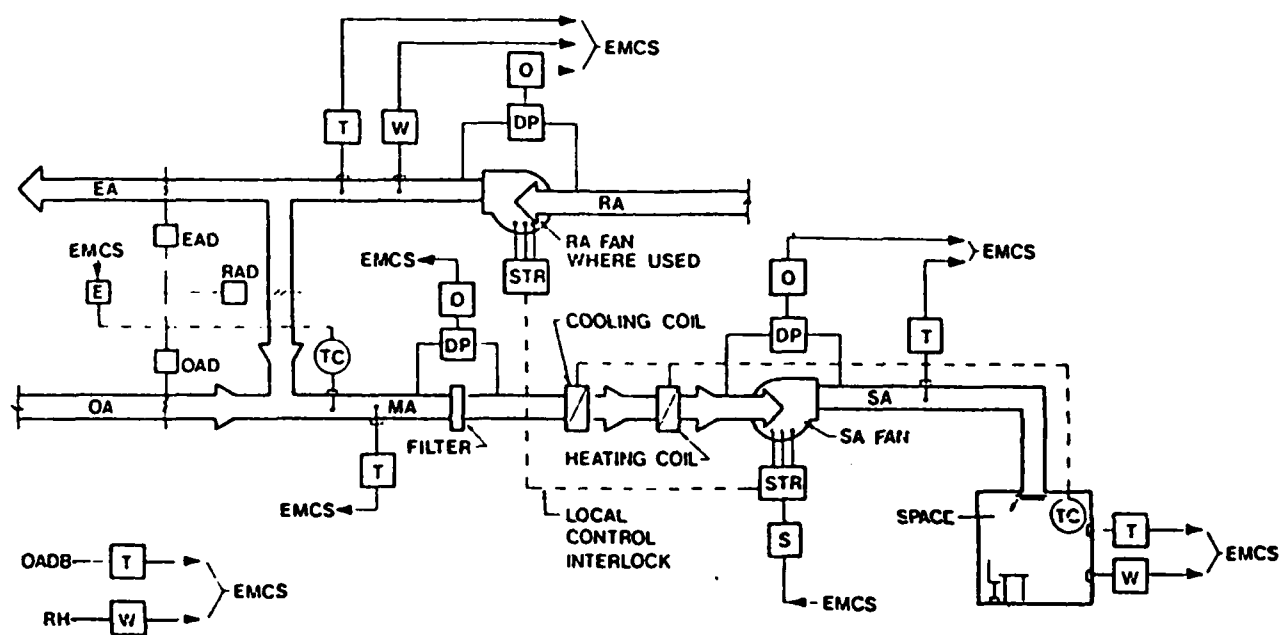 EMCS
O
T
W
DP
EA
RA
EAD
EMCS
RAD
E
RA FAN
WHERE USED
STR
EMCS
O
DP
COOLING COIL
O
EMCS
DP
T
TC
OAD
OA
MA
SA
FILTER
HEATING COIL
SA FAN
T
EMCS
STR
LOCAL
CONTROL
INTERLOCK
S
EMCS
SPACE
TC
T
W
EMCS
OADB
T
EMCS
RH
W